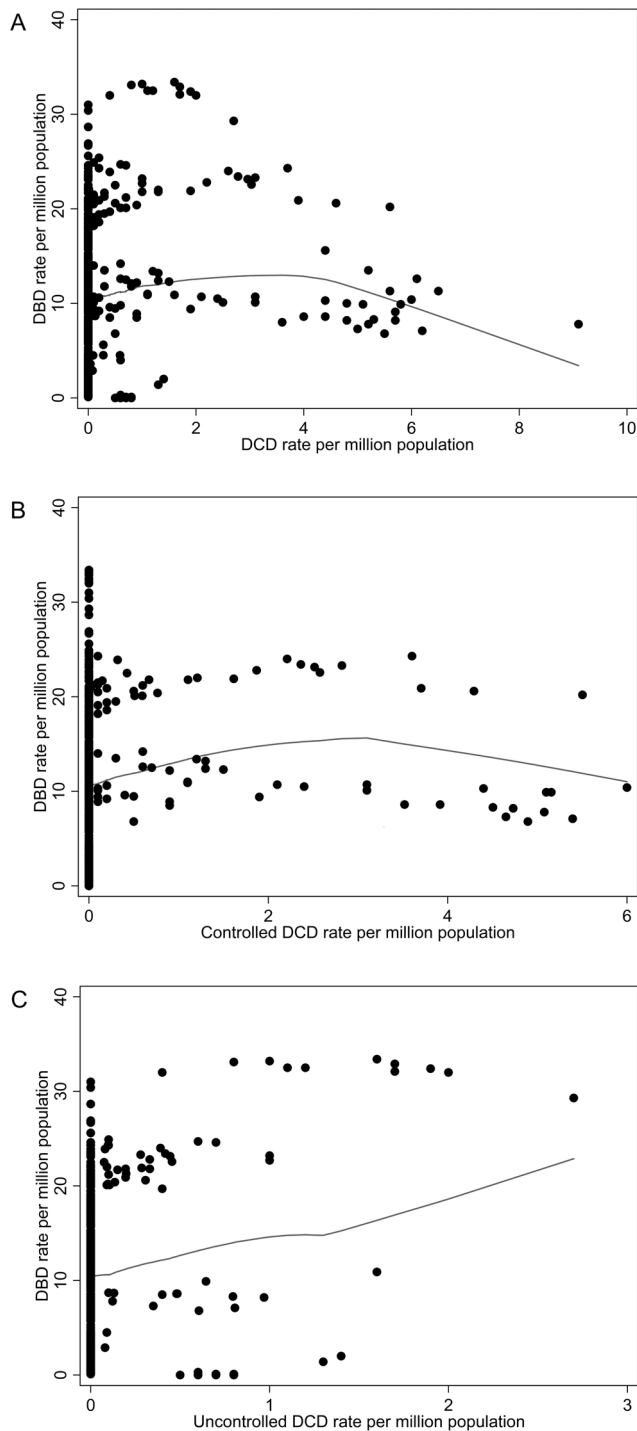 A
DBD rate per million population
40
30
20
10
0
0 2 4 6 8 10
DCD rate per million population
B
DBD rate per million population
40
30
20
10
0
0 2 4 6
Controlled DCD rate per million population
C
DBD rate per million population
40
30
20
10
0
0 1 2 3
Uncontrolled DCD rate per million population